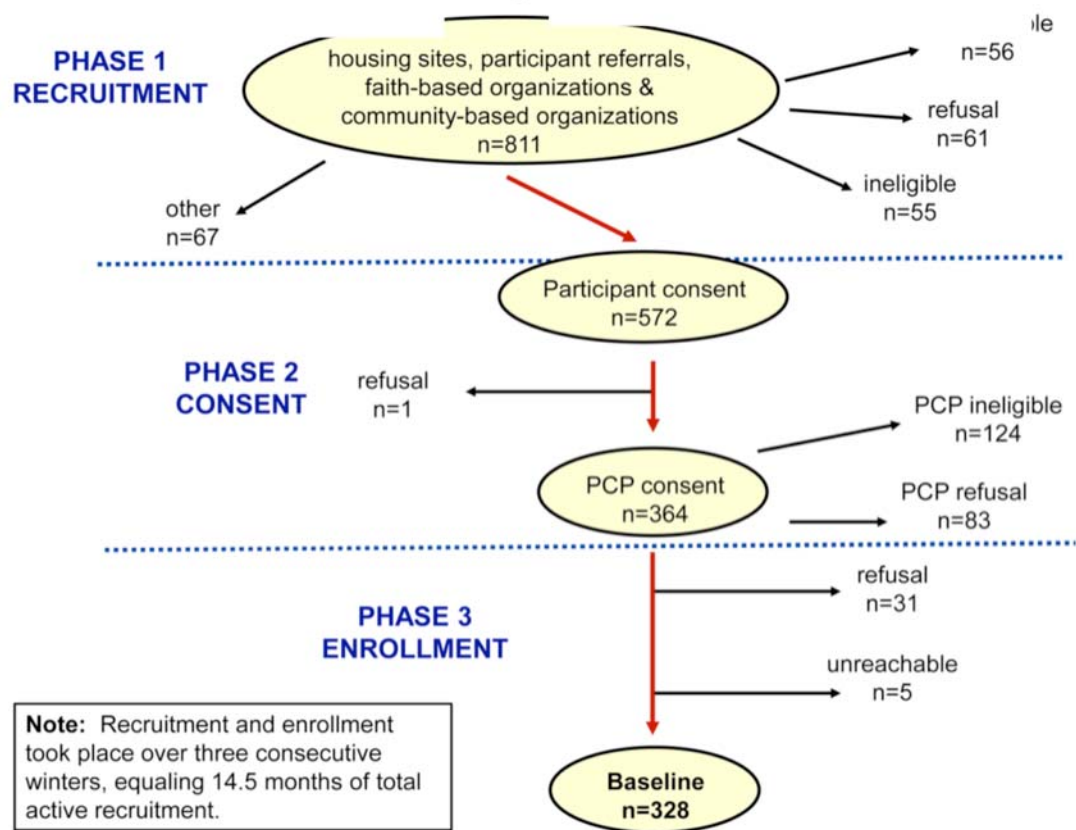 PHASE 1
RECRUITMENT
housing sites, participant referrals,
faith-based organizations &
community-based organizations
n=811
n=56
refusal
n=61
ineligible
n=55
other
n=67
Participant consent
n=572
PHASE 2
CONSENT
refusal
n=1
PCP ineligible
n=124
PCP consent
n=364
PCP refusal
n=83
PHASE 3
ENROLLMENT
refusal
n=31
unreachable
n=5
Note: Recruitment and enrollment
took place over three consecutive
winters, equaling 14.5 months of total
active recruitment.
Baseline
n=328